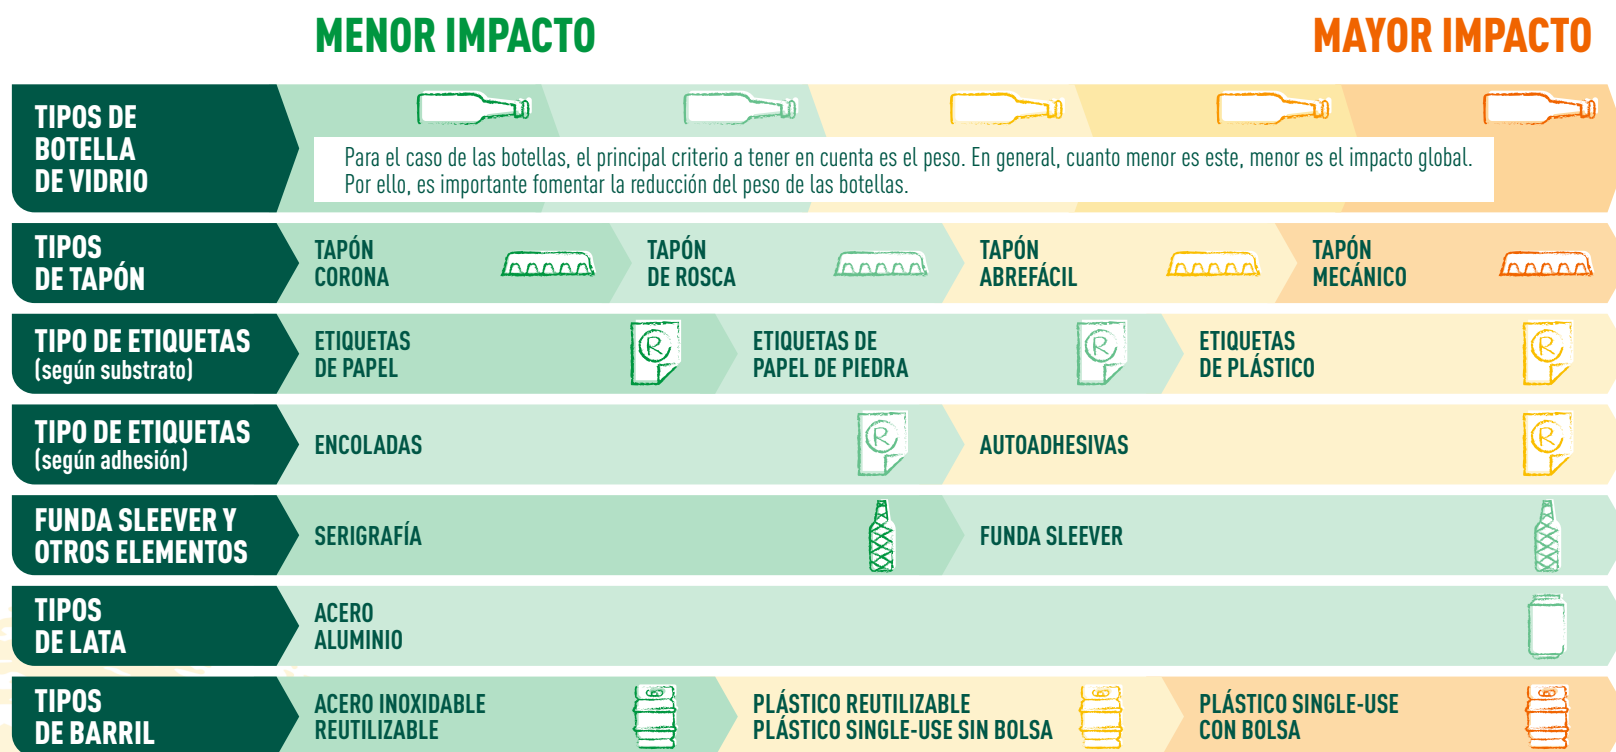 MENOR IMPACTO
MAYOR IMPACTO
TIPOS DE
BOTELLA
DE VIDRIO
Para el caso de las botellas, el principal criterio a tener en cuenta es el peso. En general, cuanto menor es este, menor es el impacto global.
Por ello, es importante fomentar la reducción del peso de las botellas.
TIPOS
DE TAPÓN
TAPÓN
CORONA
TAPÓN
DE ROSCA
TAPÓN
ABREFÁCIL
TAPÓN
MECÁNICO
TIPO DE ETIQUETAS
(según substrato)
ETIQUETAS
DE PAPEL
R
ETIQUETAS DE
PAPEL DE PIEDRA
R
ETIQUETAS
DE PLÁSTICO
R
TIPO DE ETIQUETAS
(según adhesión)
ENCOLADAS
R
AUTOADHESIVAS
R
FUNDA SLEEVER Y
OTROS ELEMENTOS
SERIGRAFÍA
FUNDA SLEEVER
TIPOS
DE LATA
ACERO
ALUMINIO
TIPOS
DE BARRIL
ACERO INOXIDABLE
REUTILIZABLE
PLÁSTICO REUTILIZABLE
PLÁSTICO SINGLE-USE SIN BOLSA
PLÁSTICO SINGLE-USE
CON BOLSA